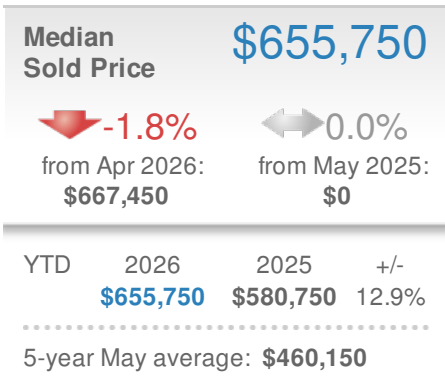 Median
Sold Price
$655,750
-1.8%
from Apr 2026:
$667,450
0.0%
from May 2025:
$0
YTD 2026 2025 +/-
$655,750 $580,750 12.9%
5-year May average: $460,150